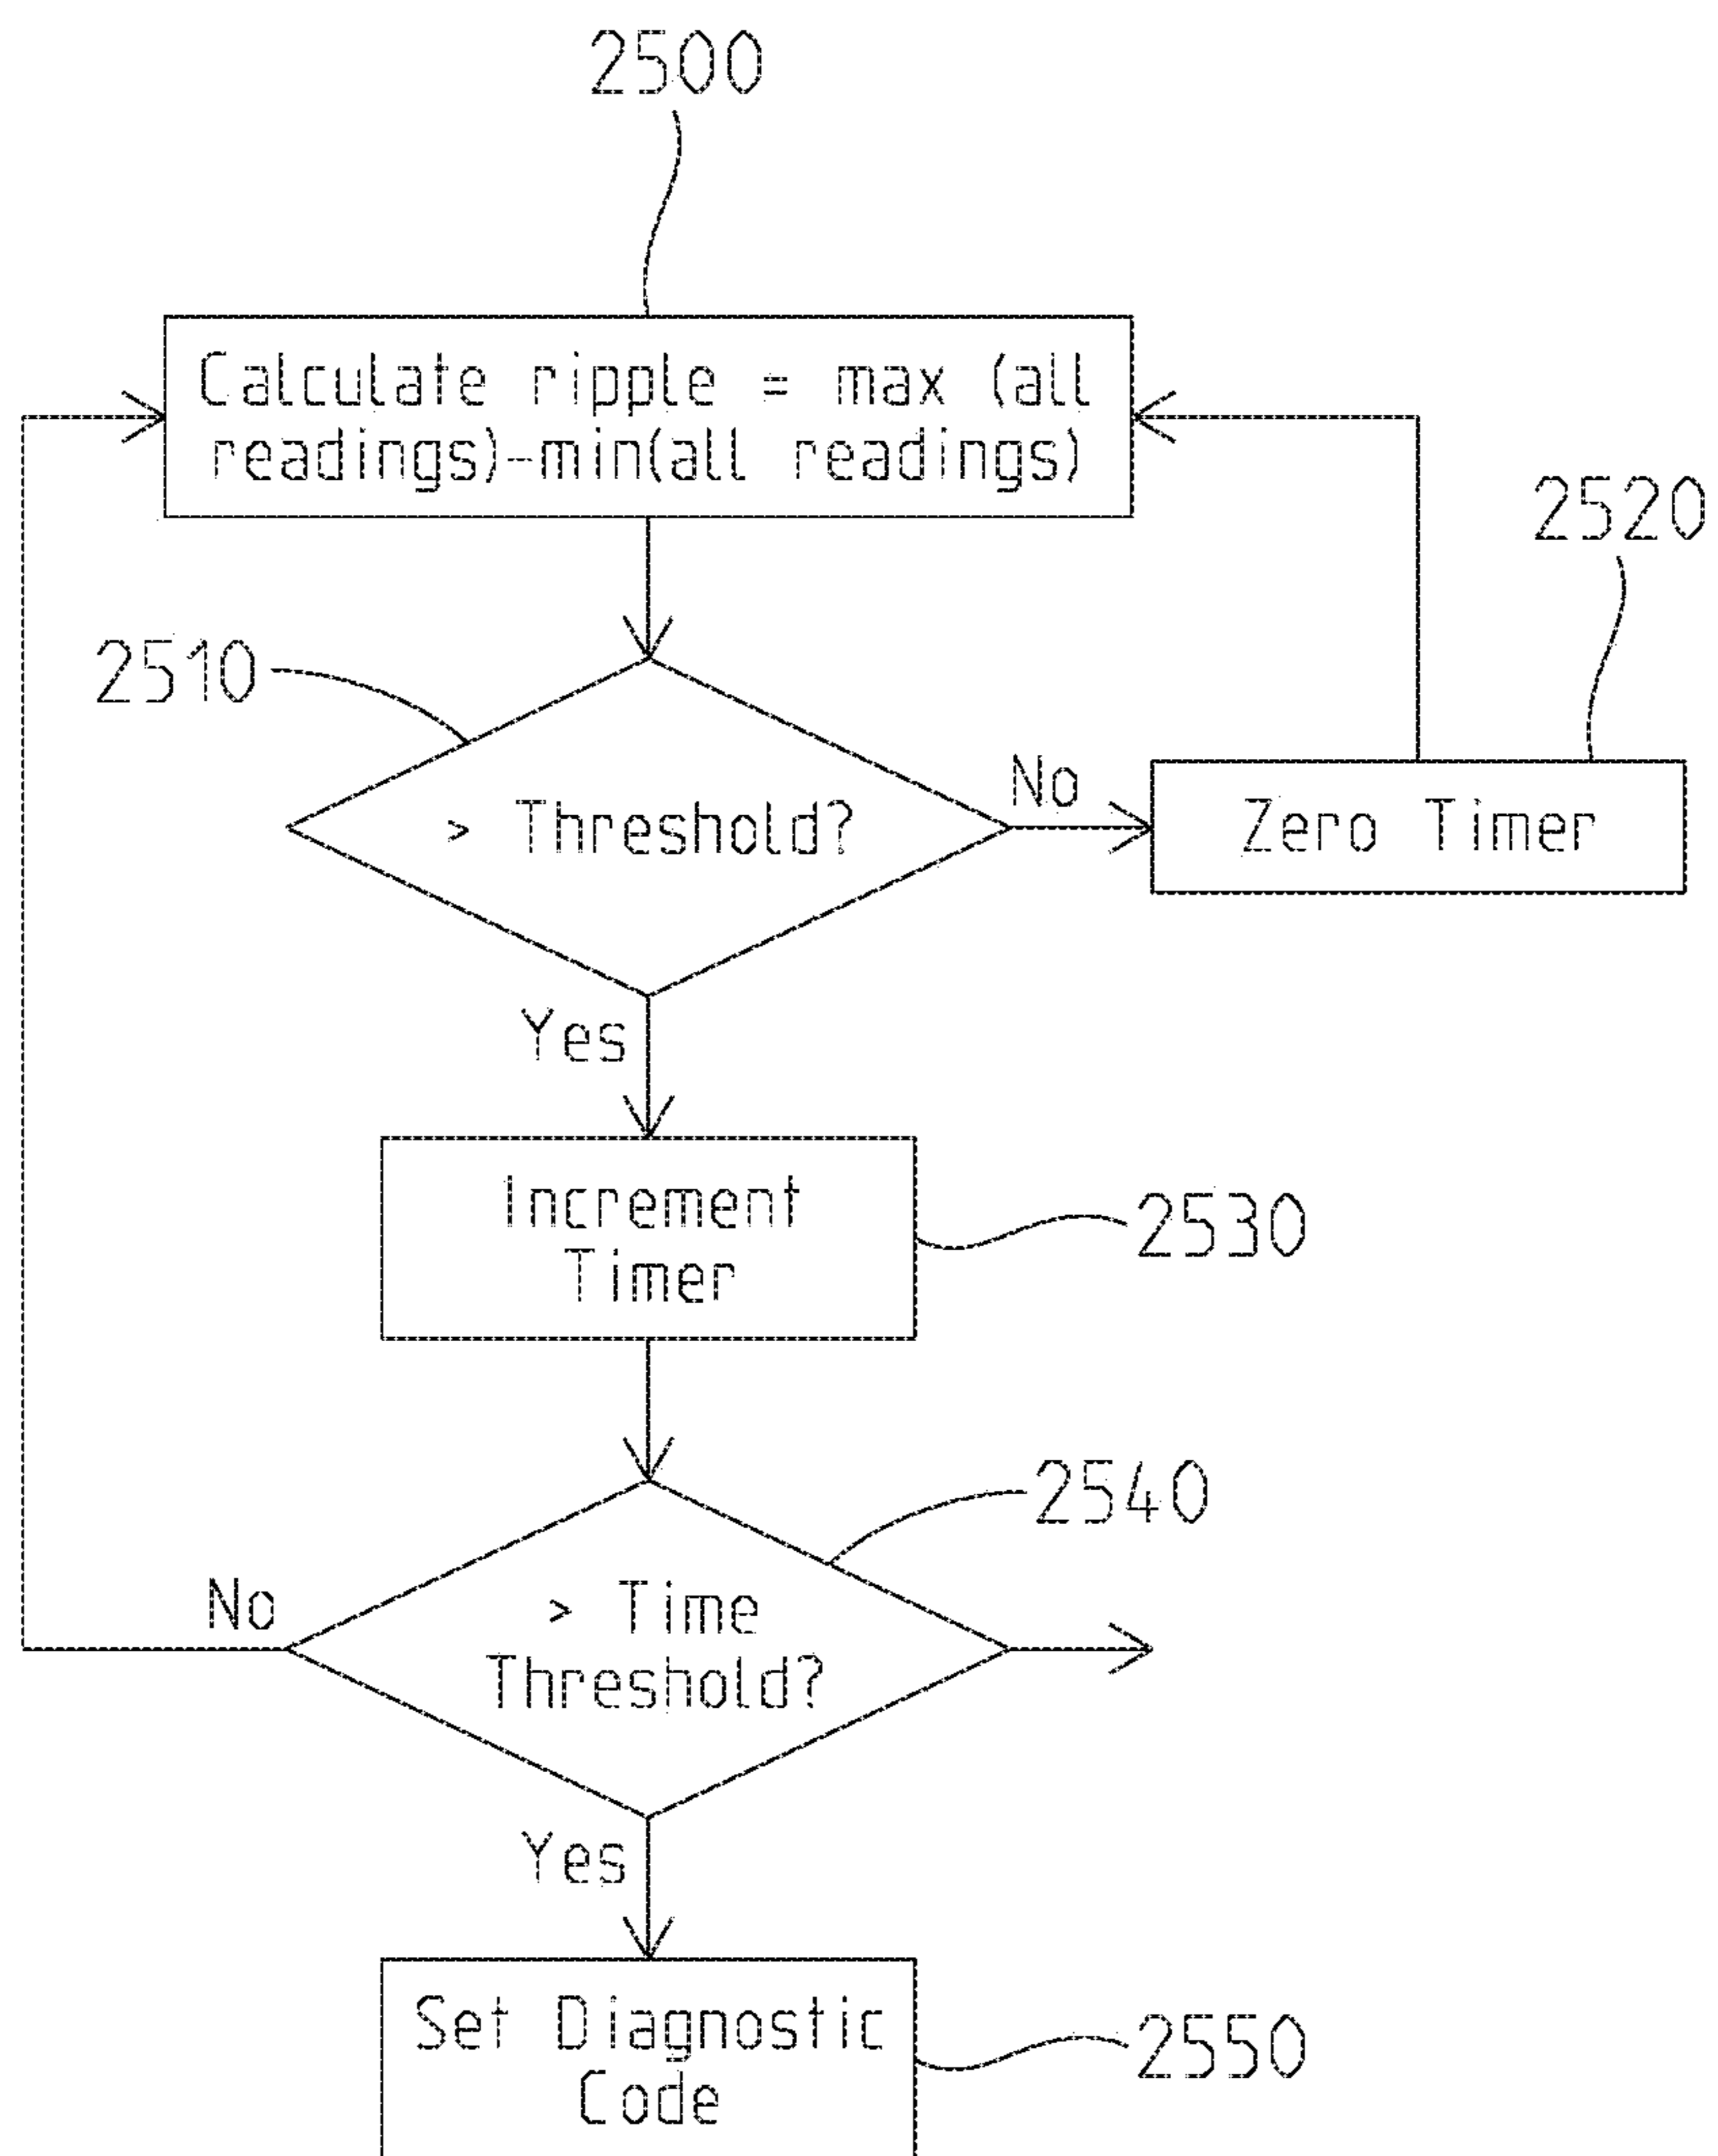 2500
Calculate ripple = max (all
readings)-min(all readings)
2520
2510
> Threshold?
No
Zero Timer
Yes
Increment
Timer
2530
2540
No
> Time
Threshold?
Yes
Set Diagnostic
Code
2550